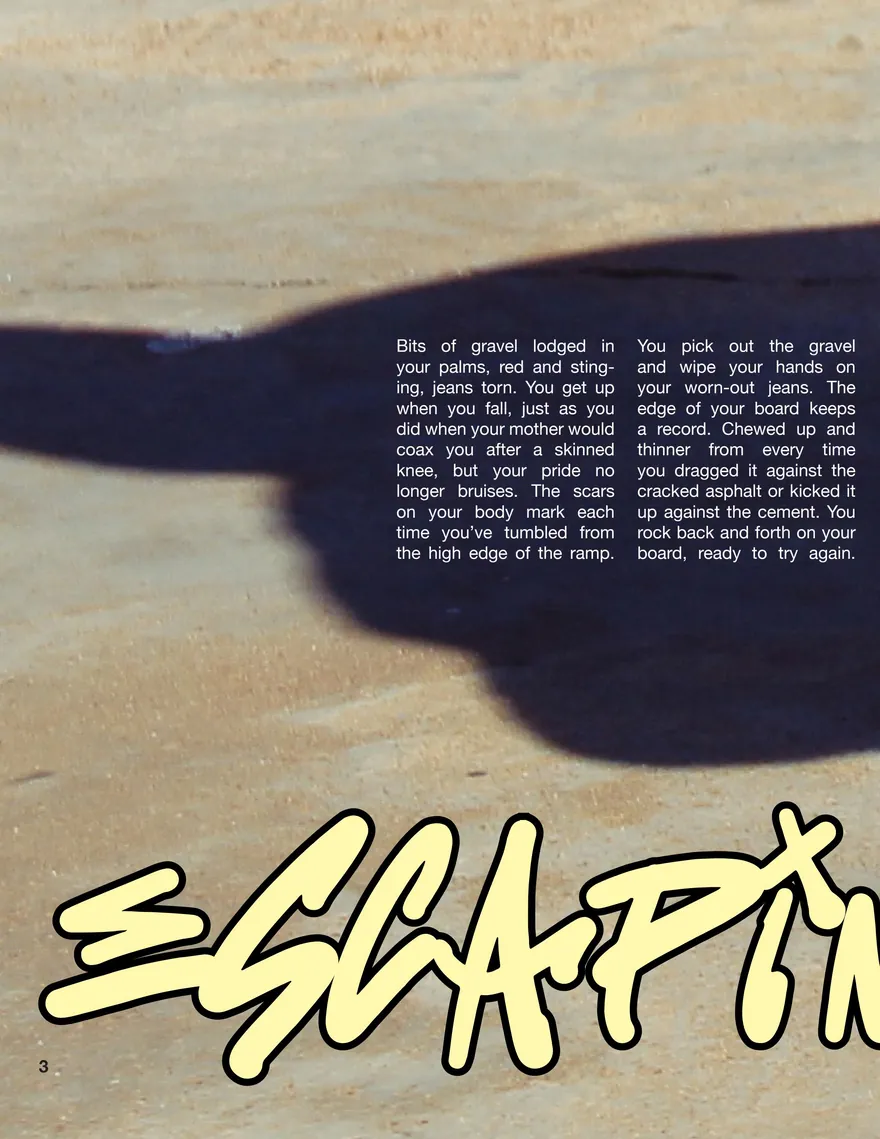 Bits of gravel lodged in
your palms, red and sting-
ing, jeans torn. You get up
when you fall, just as you
did when your mother would
coax you after a skinned
knee, but your pride no
longer bruises. The scars
on your body mark each
time you’ve tumbled from
the high edge of the ramp.
You pick out the gravel
and wipe your hands on
your worn-out jeans. The
edge of your board keeps
a record. Chewed up and
thinner from every time
you dragged it against the
cracked asphalt or kicked it
up against the cement. You
rock back and forth on your
board, ready to try again.
ESCAPiN
3